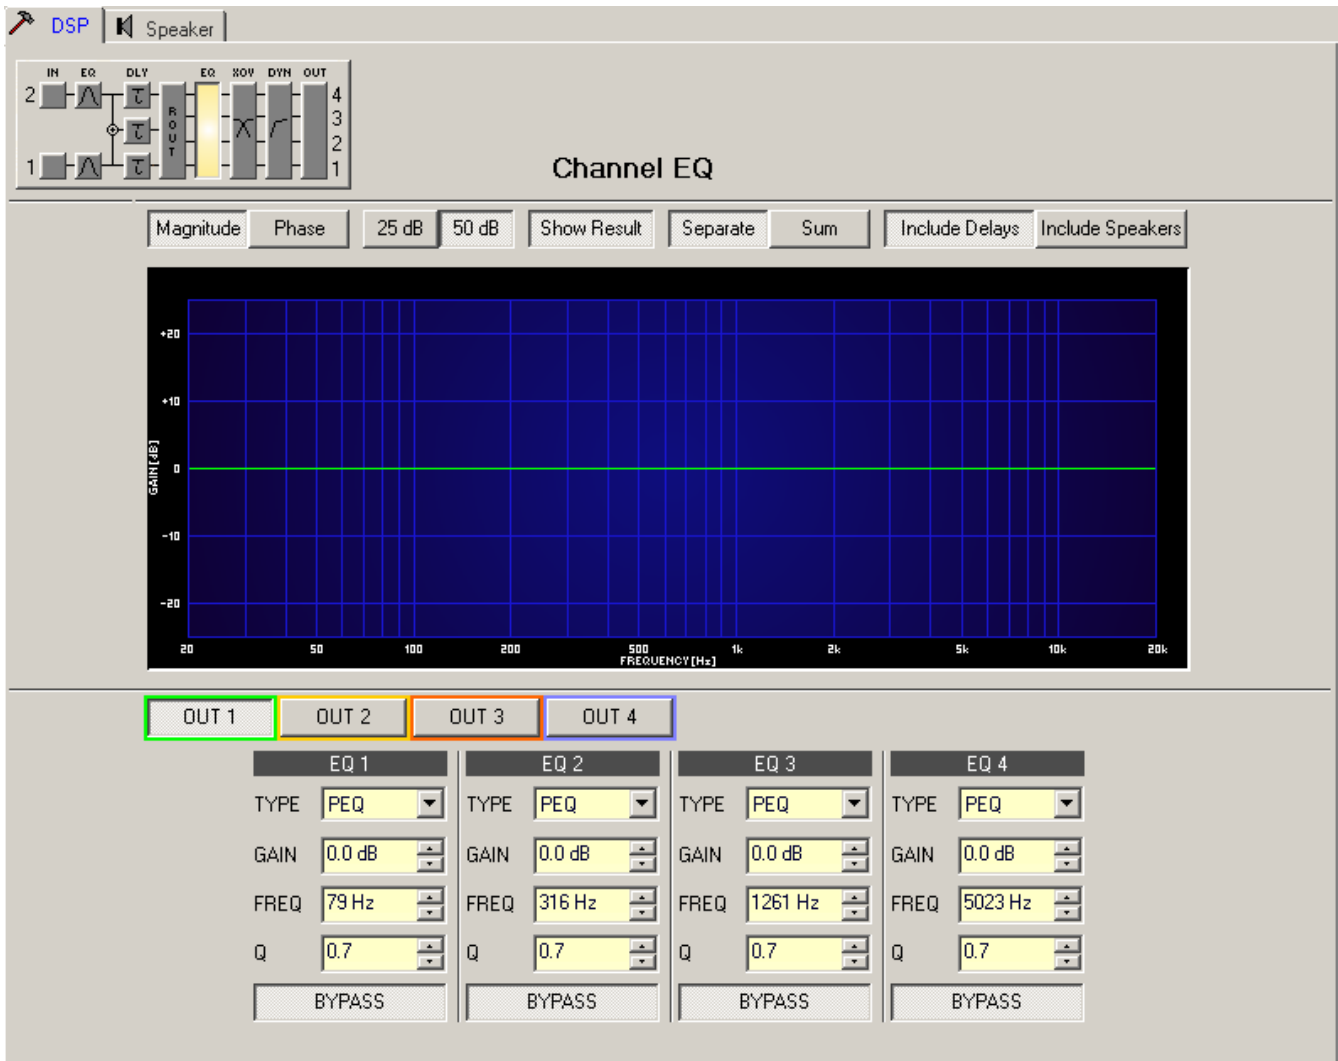 DSP Speaker
IN EQ DLY EQ XOV DYN OUT
2 τ 4
τ ROUT 3
2
1 τ 1
Channel EQ
Magnitude Phase 25 dB 50 dB Show Result Separate Sum Include Delays Include Speakers
+20
+10
GAIN[dB]
0
-10
-20
20 50 100 200 500 1k 2k 5k 10k 20k
FREQUENCY[Hz]
OUT 1 OUT 2 OUT 3 OUT 4
EQ 1 EQ 2 EQ 3 EQ 4
TYPE PEQ TYPE PEQ TYPE PEQ TYPE PEQ
GAIN 0.0 dB GAIN 0.0 dB GAIN 0.0 dB GAIN 0.0 dB
FREQ 79 Hz FREQ 316 Hz FREQ 1261 Hz FREQ 5023 Hz
Q 0.7 Q 0.7 Q 0.7 Q 0.7
BYPASS BYPASS BYPASS BYPASS